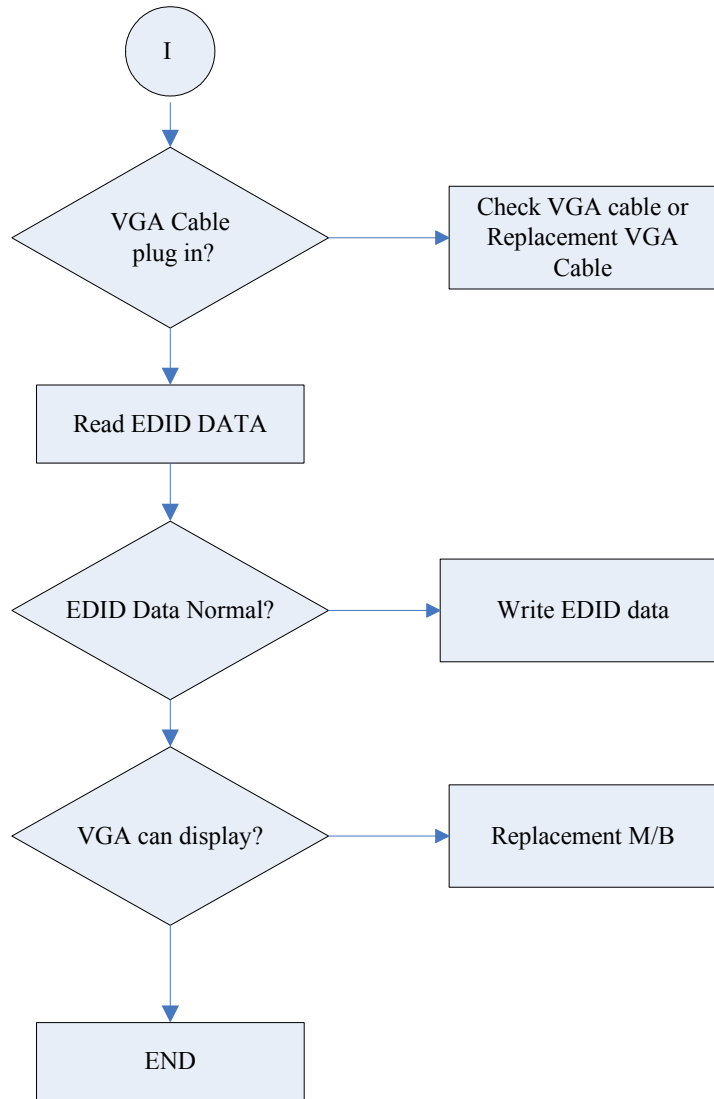 I
VGA Cable
plug in?
Check VGA cable or
Replacement VGA
Cable
Read EDID DATA
EDID Data Normal?
Write EDID data
VGA can display?
Replacement M/B
END